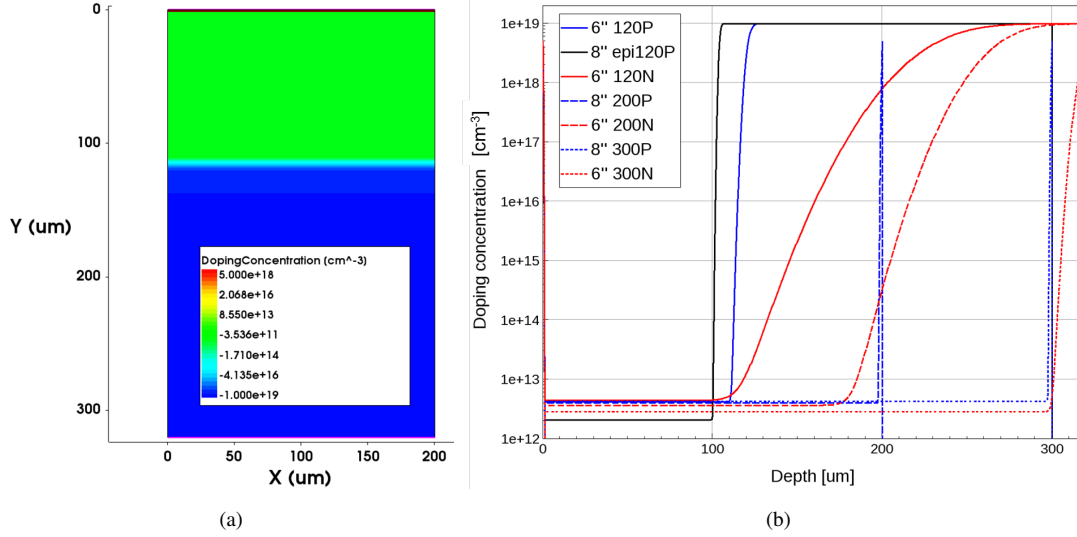 0
100
200
300
Y (um)
DopingConcentration (cm^-3)
5.000e+18
2.068e+16
8.550e+13
-3.536e+11
-1.710e+14
-4.135e+16
-1.000e+19
0 50 100 150 200
X (um)
(a)
Doping concentration [cm-3]
1e+19
1e+18
1e+17
1e+16
1e+15
1e+14
1e+13
1e+12
6" 120P
8" epi120P
6" 120N
8" 200P
6" 200N
8" 300P
6" 300N
0 100 200 300
Depth [um]
(b)